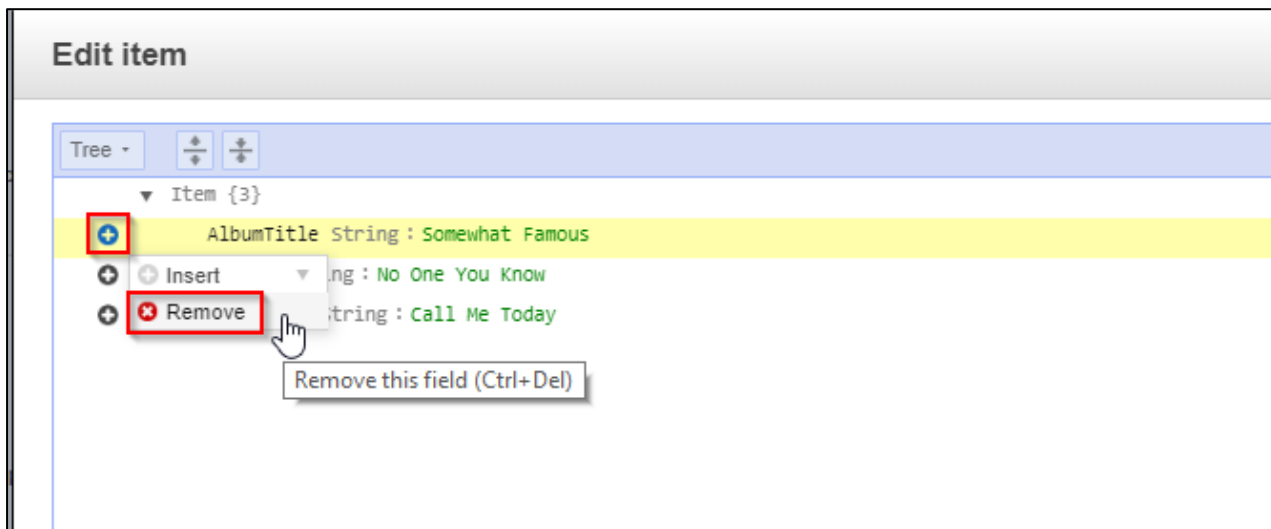 Edit item
Tree
Item {3}
AlbumTitle String : Somewhat Famous
Insert ng : No One You Know
Remove tring : Call Me Today
Remove this field (Ctrl+Del)